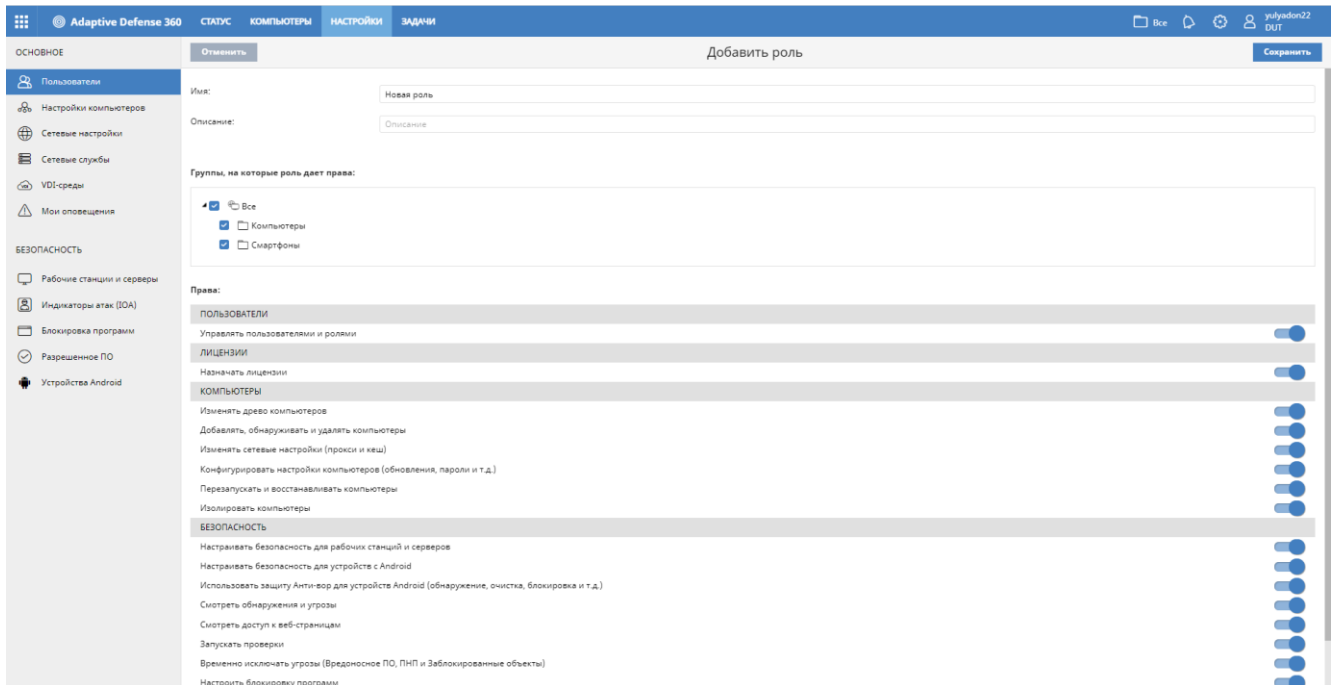 Adaptive Defense 360 СТАТУС КОМПЬЮТЕРЫ НАСТРОЙКИ ЗАДАЧИ Все yulyadon22
DUT
ОСНОВНОЕ
Отменить Добавить роль Сохранить
Пользователи
Настройки компьютеров
Сетевые настройки
Сетевые службы
VDI-среды
Мои оповещения
БЕЗОПАСНОСТЬ
Рабочие станции и серверы
Индикаторы атак (IOA)
Блокировка программ
Разрешенное ПО
Устройства Android
Имя: Новая роль
Описание: Описание
Группы, на которые роль дает права:
Все
Компьютеры
Смартфоны
Права:
ПОЛЬЗОВАТЕЛИ
Управлять пользователями и ролями
ЛИЦЕНЗИИ
Назначать лицензии
КОМПЬЮТЕРЫ
Изменять древо компьютеров
Добавлять, обнаруживать и удалять компьютеры
Изменять сетевые настройки (прокси и кеш)
Конфигурировать настройки компьютеров (обновления, пароли и т.д.)
Перезапускать и восстанавливать компьютеры
Изолировать компьютеры
БЕЗОПАСНОСТЬ
Настраивать безопасность для рабочих станций и серверов
Настраивать безопасность для устройств с Android
Использовать защиту Анти-вор для устройств Android (обнаружение, очистка, блокировка и т.д.)
Смотреть обнаружения и угрозы
Смотреть доступ к веб-страницам
Запускать проверки
Временно исключать угрозы (Вредоносное ПО, ПНП и Заблокированные объекты)
Настроить блокировку программ